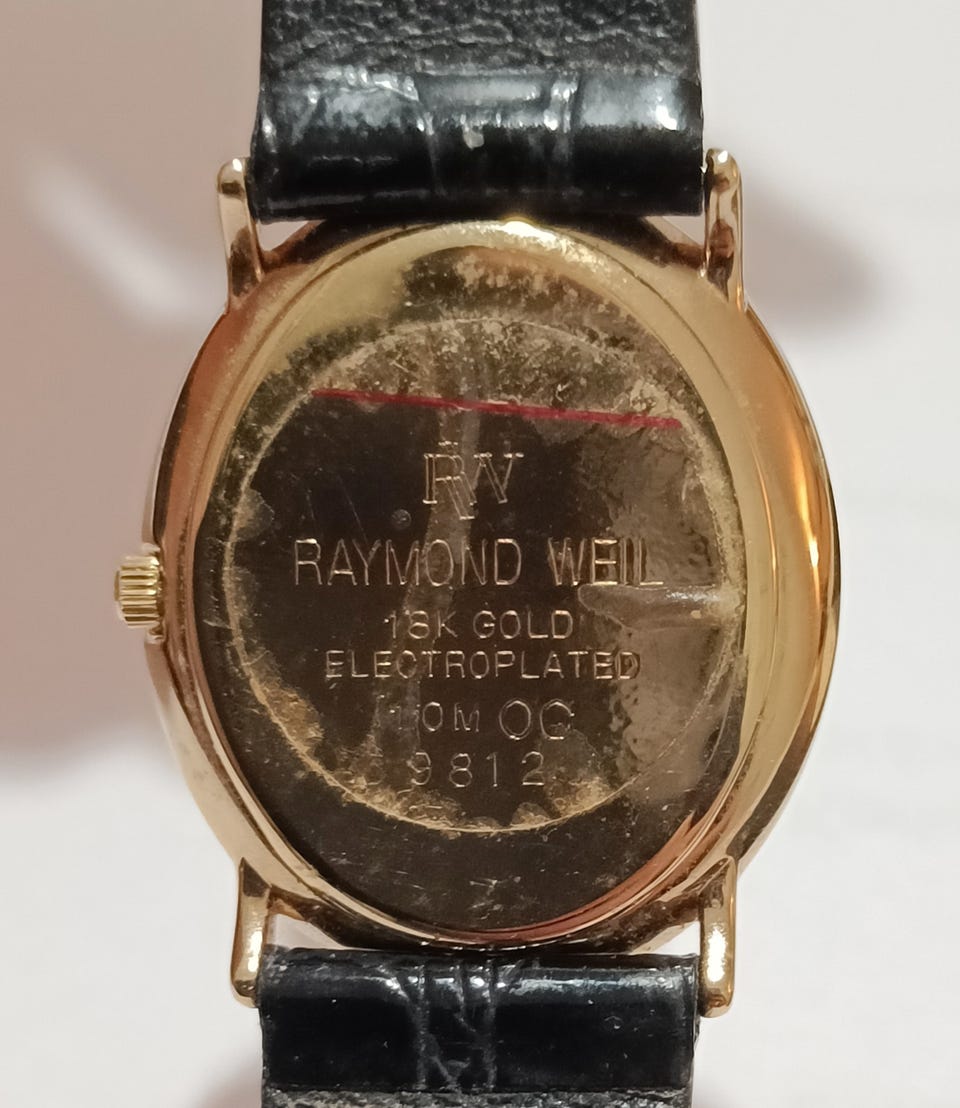 RW
RAYMOND WEIL
18K GOLD
ELECTROPLATED
10M OC
9812